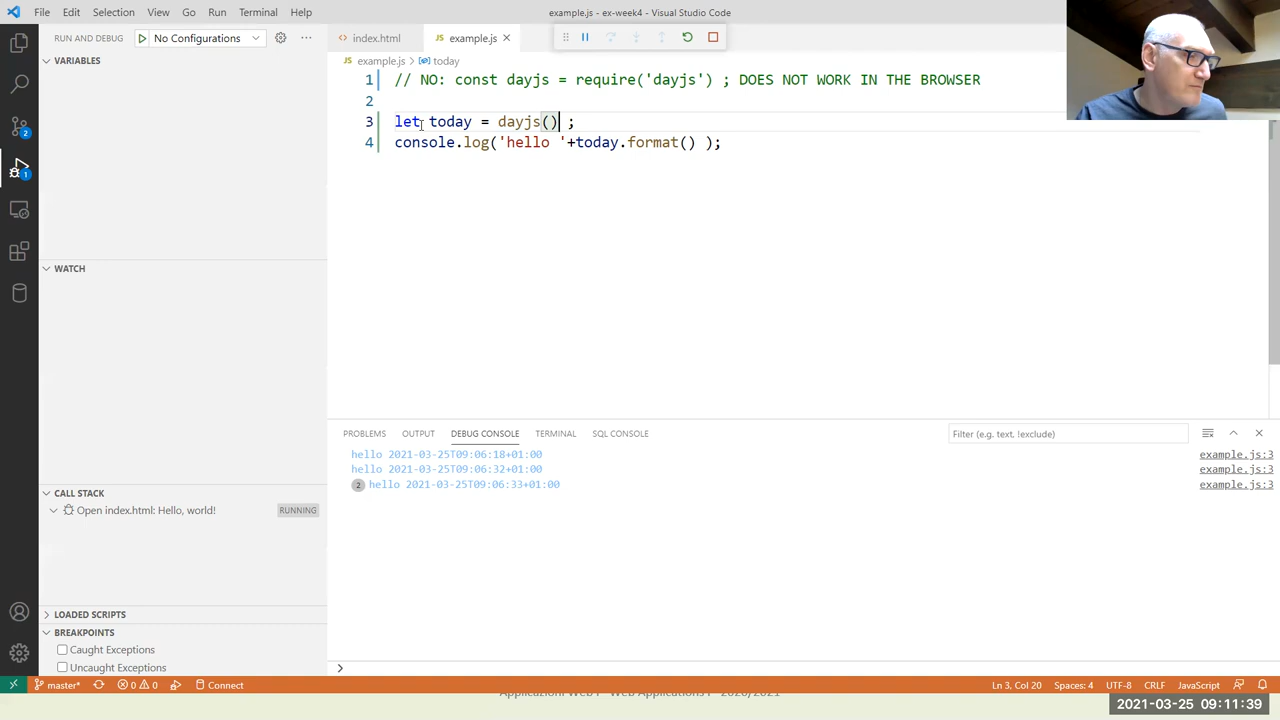 File Edit Selection View Go Run Terminal Help
example.js - ex-week4 - Visual Studio Code
RUN AND DEBUG No Configurations
index.html
JS example.js
VARIABLES
JS example.js > today
1 // NO: const dayjs = require('dayjs') ; DOES NOT WORK IN THE BROWSER
2
3 let today = dayjs() ;
4 console.log('hello '+today.format() );
WATCH
CALL STACK
Open index.html: Hello, world! RUNNING
LOADED SCRIPTS
BREAKPOINTS
Caught Exceptions
Uncaught Exceptions
2
1
PROBLEMS OUTPUT DEBUG CONSOLE TERMINAL SQL CONSOLE
Filter (e.g. text, !exclude)
hello 2021-03-25T09:06:18+01:00 example.js:3
hello 2021-03-25T09:06:32+01:00 example.js:3
2 hello 2021-03-25T09:06:33+01:00 example.js:3
master* 0 0 Connect
Ln 3, Col 20 Spaces: 4 UTF-8 CRLF JavaScript
Applicazioni Web I - Web Applications I - 2020/2021
2021-03-25 09:11:39